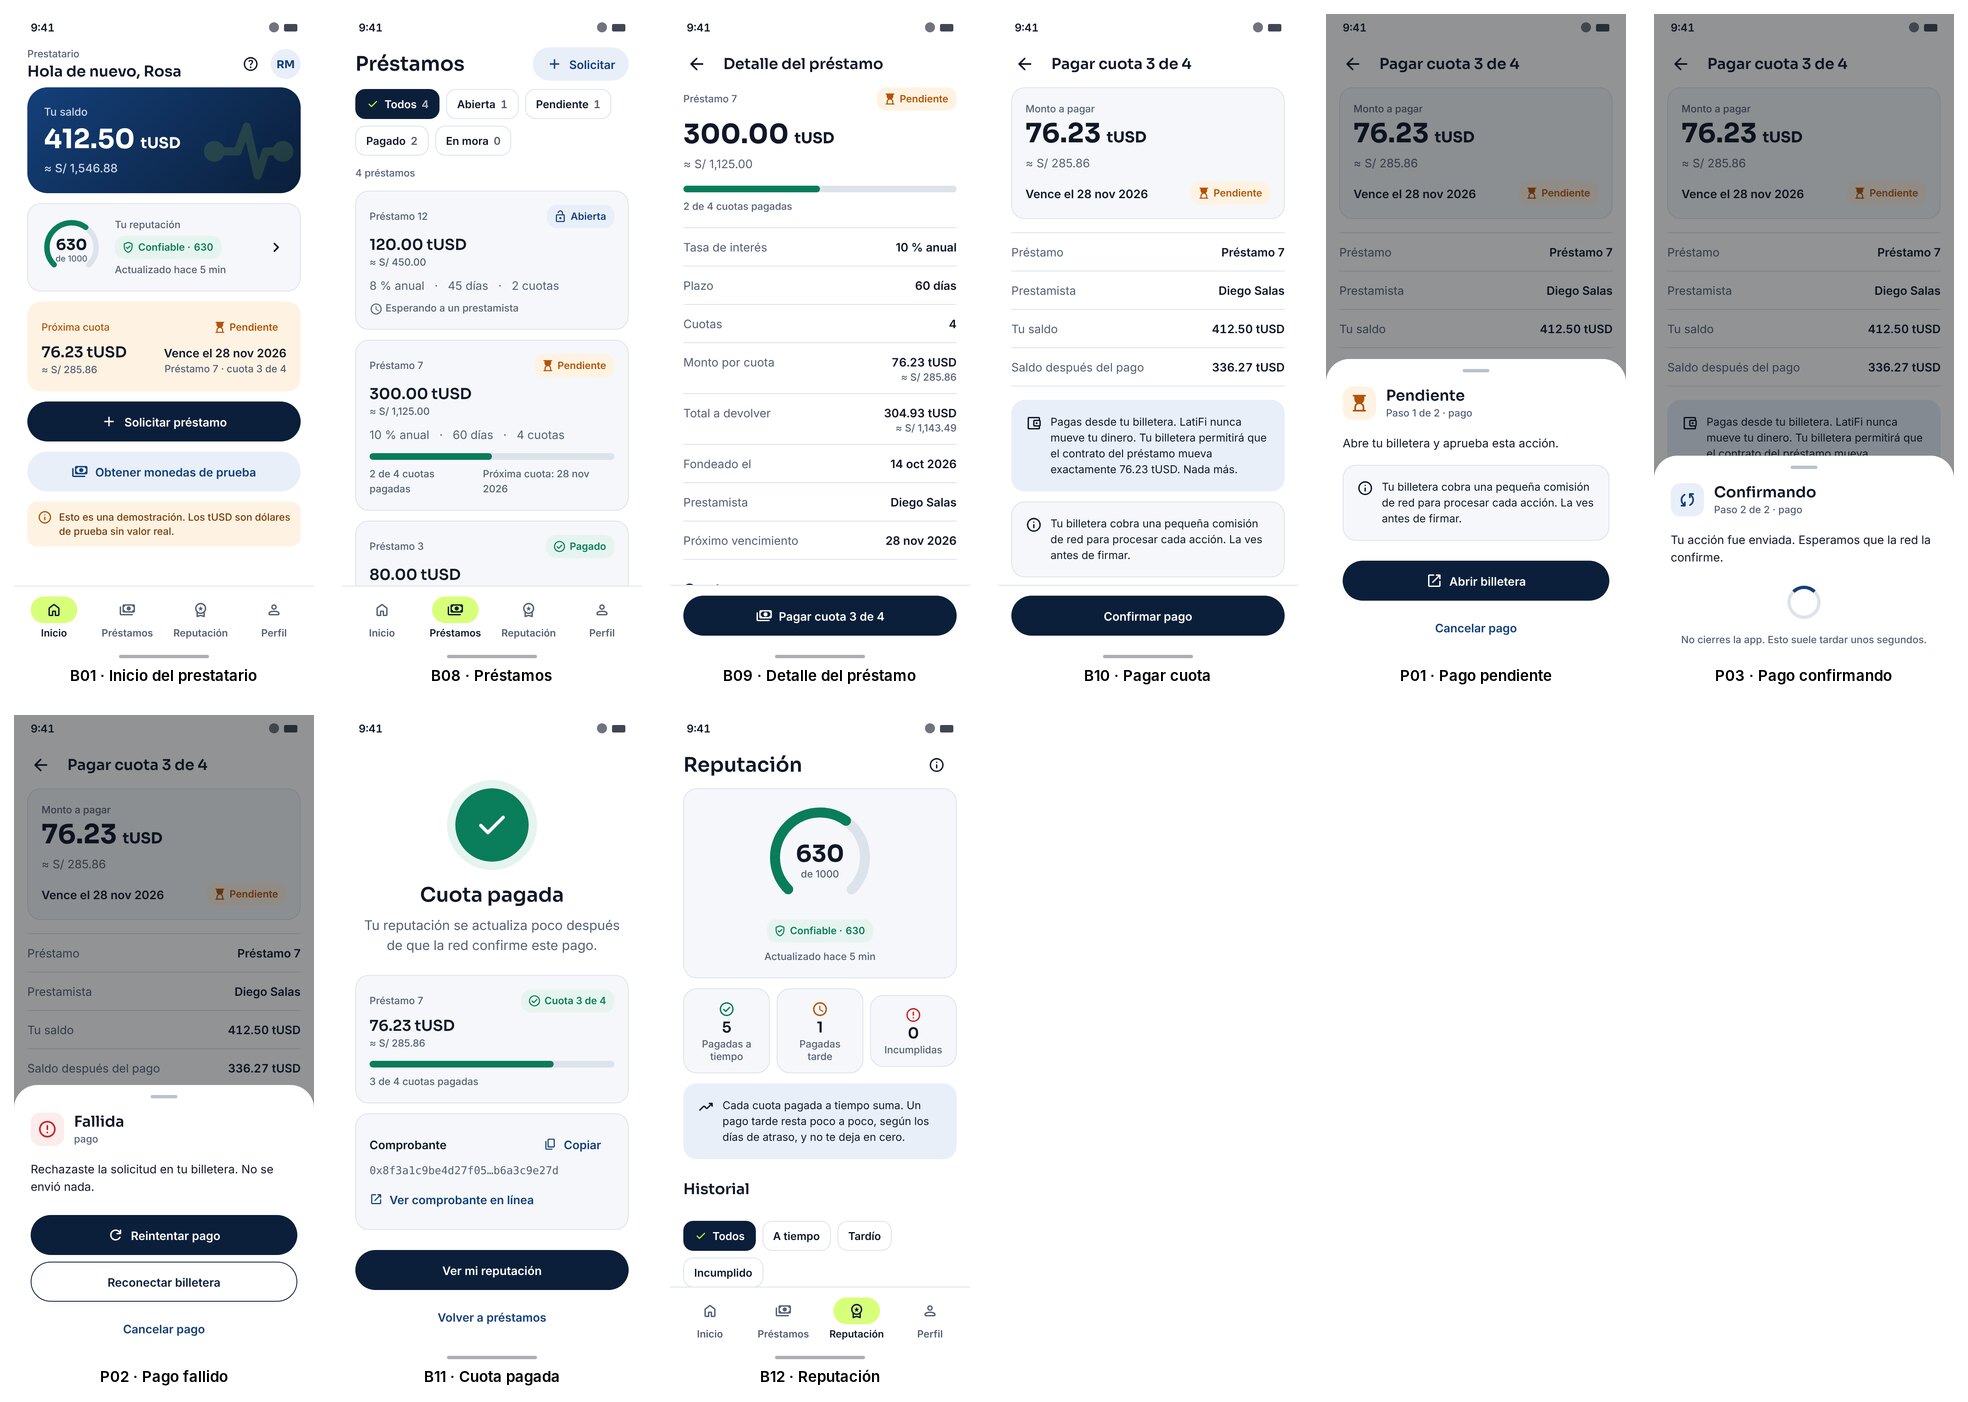 9:41
Prestatario
Hola de nuevo, Rosa
RM
Tu saldo
412.50 tUSD
≈ S/ 1,546.88
630
de 1000
Tu reputación
Confiable · 630
Actualizado hace 5 min
Próxima cuota
Pendiente
76.23 tUSD
Vence el 28 nov 2026
≈ S/ 285.86
Préstamo 7 · cuota 3 de 4
Solicitar préstamo
Obtener monedas de prueba
Esto es una demostración. Los tUSD son dólares
de prueba sin valor real.
Inicio
Préstamos
Reputación
Perfil
B01 · Inicio del prestatario
9:41
Préstamos
Solicitar
Todos 4
Abierta 1
Pendiente 1
Pagado 2
En mora 0
4 préstamos
Préstamo 12
Abierta
120.00 tUSD
≈ S/ 450.00
8 % anual · 45 días · 2 cuotas
Esperando a un prestamista
Préstamo 7
Pendiente
300.00 tUSD
≈ S/ 1,125.00
10 % anual · 60 días · 4 cuotas
2 de 4 cuotas
pagadas
Próxima cuota: 28 nov
2026
Préstamo 3
Pagado
80.00 tUSD
Inicio
Préstamos
Reputación
Perfil
B08 · Préstamos
9:41
Detalle del préstamo
Préstamo 7
Pendiente
300.00 tUSD
≈ S/ 1,125.00
2 de 4 cuotas pagadas
Tasa de interés
10 % anual
Plazo
60 días
Cuotas
4
Monto por cuota
76.23 tUSD
≈ S/ 285.86
Total a devolver
304.93 tUSD
≈ S/ 1,143.49
Fondeado el
14 oct 2026
Prestamista
Diego Salas
Próximo vencimiento
28 nov 2026
Pagar cuota 3 de 4
B09 · Detalle del préstamo
9:41
Pagar cuota 3 de 4
Monto a pagar
76.23 tUSD
≈ S/ 285.86
Vence el 28 nov 2026
Pendiente
Préstamo
Préstamo 7
Prestamista
Diego Salas
Tu saldo
412.50 tUSD
Saldo después del pago
336.27 tUSD
Pagas desde tu billetera. LatiFi nunca
mueve tu dinero. Tu billetera permitirá que
el contrato del préstamo mueva
exactamente 76.23 tUSD. Nada más.
Tu billetera cobra una pequeña comisión
de red para procesar cada acción. La ves
antes de firmar.
Confirmar pago
B10 · Pagar cuota
9:41
Pagar cuota 3 de 4
Monto a pagar
76.23 tUSD
≈ S/ 285.86
Vence el 28 nov 2026
Pendiente
Préstamo
Préstamo 7
Prestamista
Diego Salas
Tu saldo
412.50 tUSD
Pendiente
Paso 1 de 2 · pago
Abre tu billetera y aprueba esta acción.
Tu billetera cobra una pequeña comisión
de red para procesar cada acción. La ves
antes de firmar.
Abrir billetera
Cancelar pago
P01 · Pago pendiente
9:41
Pagar cuota 3 de 4
Monto a pagar
76.23 tUSD
≈ S/ 285.86
Vence el 28 nov 2026
Pendiente
Préstamo
Préstamo 7
Prestamista
Diego Salas
Tu saldo
412.50 tUSD
Saldo después del pago
336.27 tUSD
Pagas desde tu billetera. LatiFi nunca
mueve tu dinero. Tu billetera permitirá que
el contrato del préstamo mueva
Confirmando
Paso 2 de 2 · pago
Tu acción fue enviada. Esperamos que la red la
confirme.
No cierres la app. Esto suele tardar unos segundos.
P03 · Pago confirmando
9:41
Pagar cuota 3 de 4
Monto a pagar
76.23 tUSD
≈ S/ 285.86
Vence el 28 nov 2026
Pendiente
Préstamo
Préstamo 7
Prestamista
Diego Salas
Tu saldo
412.50 tUSD
Saldo después del pago
336.27 tUSD
Fallida
pago
Rechazaste la solicitud en tu billetera. No se
envió nada.
Reintentar pago
Reconectar billetera
Cancelar pago
P02 · Pago fallido
9:41
Cuota pagada
Tu reputación se actualiza poco después
de que la red confirme este pago.
Préstamo 7
Cuota 3 de 4
76.23 tUSD
≈ S/ 285.86
3 de 4 cuotas pagadas
Comprobante
Copiar
0x8f3a1c9be4d27f05…b6a3c9e27d
Ver comprobante en línea
Ver mi reputación
Volver a préstamos
B11 · Cuota pagada
9:41
Reputación
630
de 1000
Confiable · 630
Actualizado hace 5 min
5
Pagadas a
tiempo
1
Pagadas
tarde
0
Incumplidas
Cada cuota pagada a tiempo suma. Un
pago tarde resta poco a poco, según los
días de atraso, y no te deja en cero.
Historial
Todos
A tiempo
Tardío
Incumplido
Inicio
Préstamos
Reputación
Perfil
B12 · Reputación